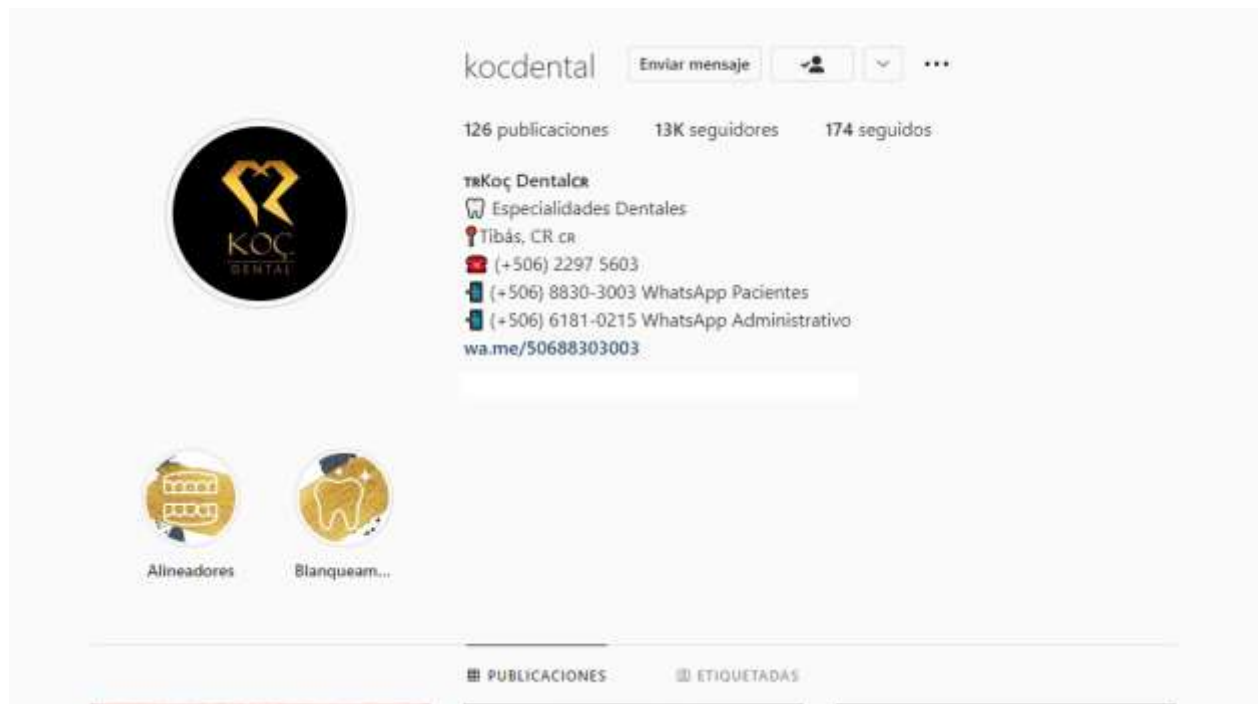 kocdental Enviar mensaje
126 publicaciones 13K seguidores 174 seguidos
KOÇ
DENTAL
TRKoç DentalCR
Especialidades Dentales
Tibás, CR CR
(+506) 2297 5603
(+506) 8830-3003 WhatsApp Pacientes
(+506) 6181-0215 WhatsApp Administrativo
wa.me/50688303003
Alineadores Blanqueam...
PUBLICACIONES ETIQUETADAS